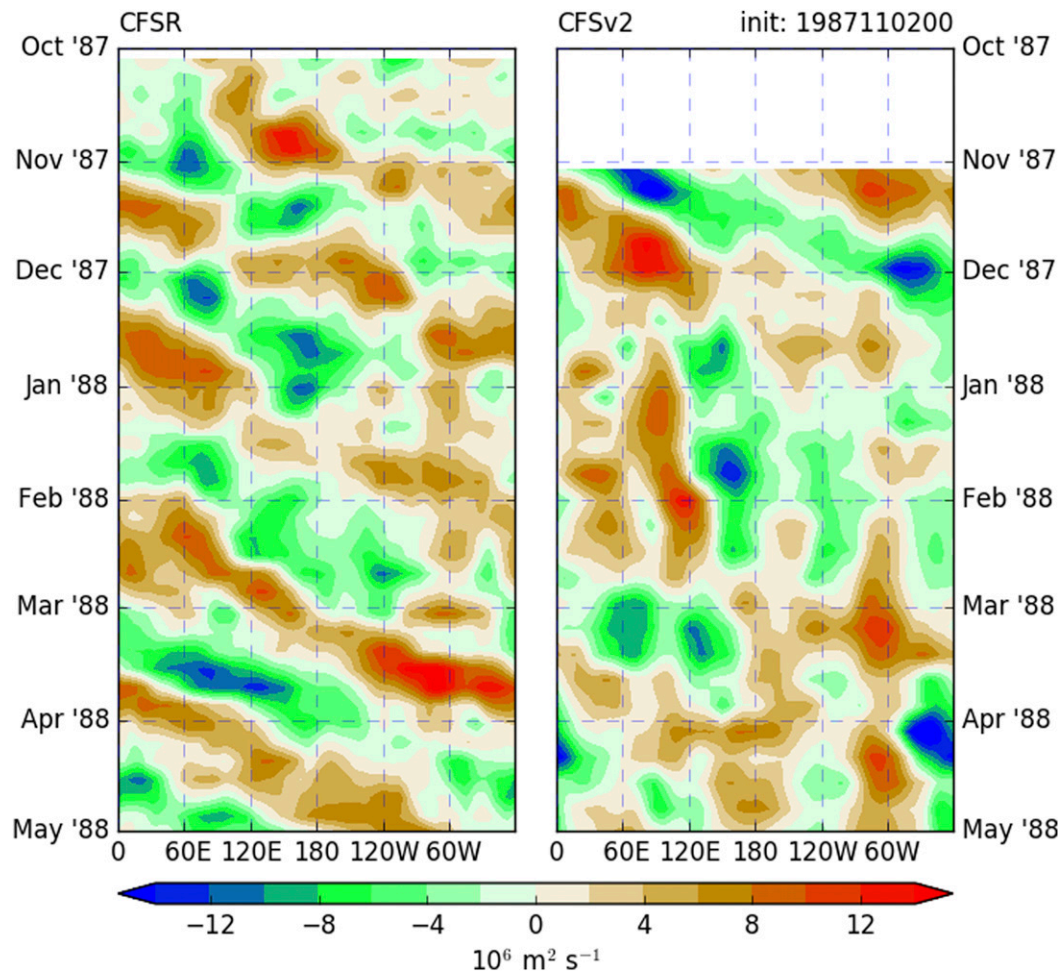 CFSR
CFSv2 init: 1987110200
Oct '87
Nov '87
Dec '87
Jan '88
Feb '88
Mar '88
Apr '88
May '88
Oct '87
Nov '87
Dec '87
Jan '88
Feb '88
Mar '88
Apr '88
May '88
0 60E 120E 180 120W 60W
0 60E 120E 180 120W 60W
−12 −8 −4 0 4 8 12
10⁶ m² s⁻¹